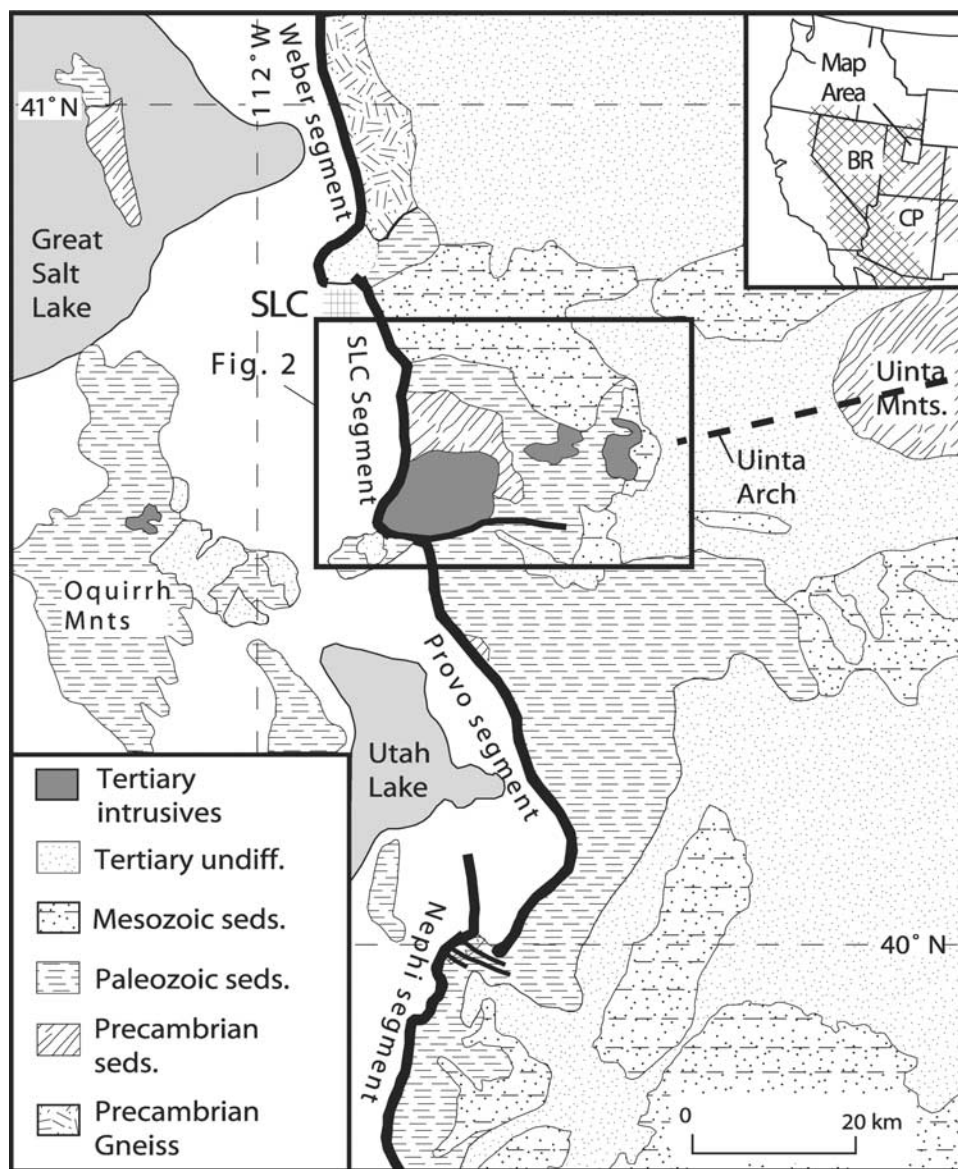 112°W
Weber segment
Map
Area
41° N
BR
CP
Great
Salt
Lake
SLC
Fig. 2
SLC Segment
Uinta
Mnts.
Uinta
Arch
Oquirrh
Mnts
Provo segment
Utah
Lake
Tertiary
intrusives
Tertiary undiff.
Mesozoic seds.
Paleozoic seds.
Precambrian
seds.
Precambrian
Gneiss
Nephi segment
40° N
0 20 km